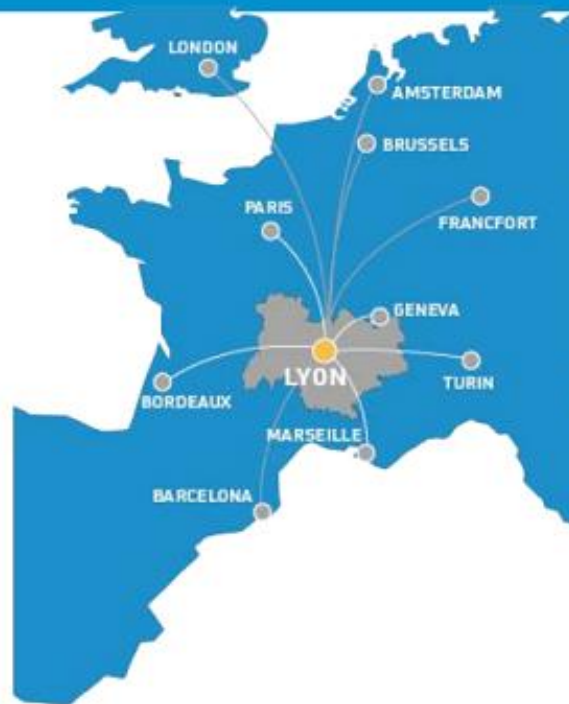 LONDON
AMSTERDAM
BRUSSELS
PARIS
FRANCFORT
GENEVA
LYON
TURIN
BORDEAUX
MARSEILLE
BARCELONA